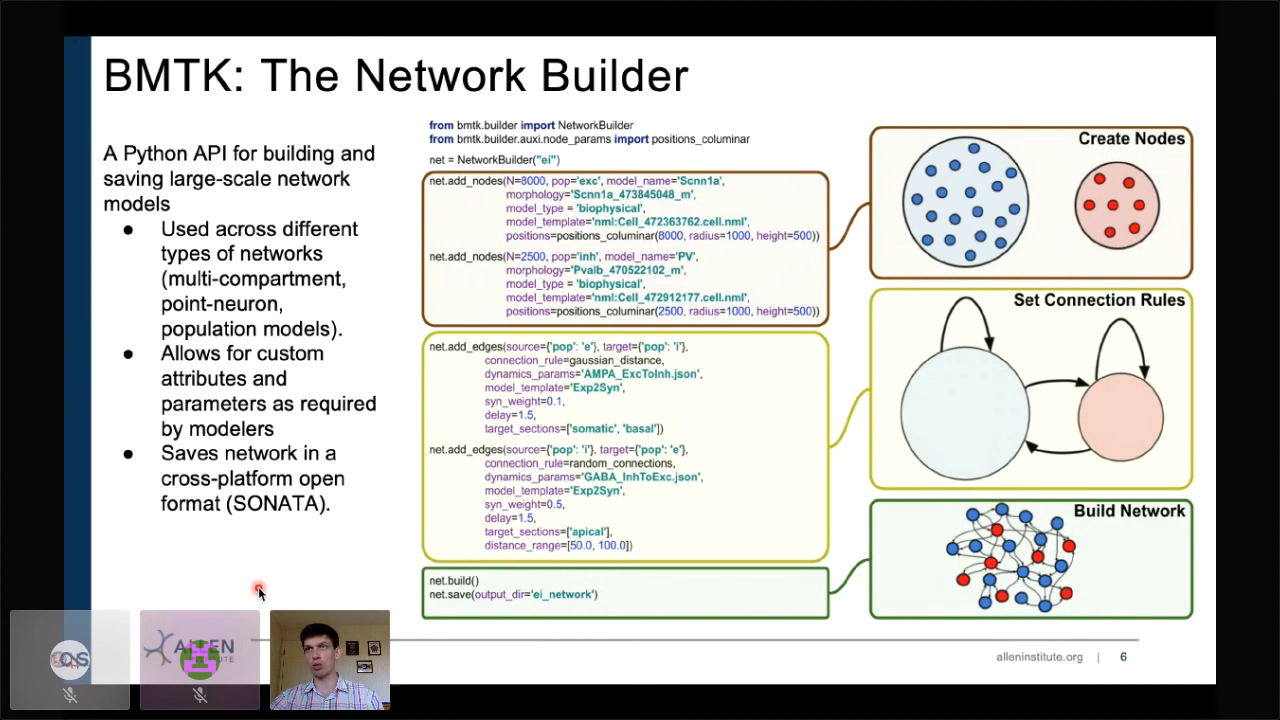 BMTK: The Network Builder
A Python API for building and
saving large-scale network
models
● Used across different
types of networks
(multi-compartment,
point-neuron,
population models).
● Allows for custom
attributes and
parameters as required
by modelers
● Saves network in a
cross-platform open
format (SONATA).
from bmtk.builder import NetworkBuilder
from bmtk.builder.auxi.node_params import positions_columinar
net = NetworkBuilder("ei")
net.add_nodes(N=8000, pop='exc', model_name='Scnn1a',
morphology='Scnn1a_473845048_m',
model_type = 'biophysical',
model_template='nml:Cell_472363762.cell.nml',
positions=positions_columinar(8000, radius=1000, height=500))
net.add_nodes(N=2500, pop='inh', model_name='PV',
morphology='Pvalb_470522102_m',
model_type = 'biophysical',
model_template='nml:Cell_472912177.cell.nml',
positions=positions_columinar(2500, radius=1000, height=500))
net.add_edges(source={'pop': 'e'}, target={'pop': 'i'},
connection_rule=gaussian_distance,
dynamics_params='AMPA_ExcToInh.json',
model_template='Exp2Syn',
syn_weight=0.1,
delay=1.5,
target_sections=['somatic', 'basal'])
net.add_edges(source={'pop': 'i'}, target={'pop': 'e'},
connection_rule=random_connections,
dynamics_params='GABA_InhToExc.json',
model_template='Exp2Syn',
syn_weight=0.5,
delay=1.5,
target_sections=['apical'],
distance_range=[50.0, 100.0])
net.build()
net.save(output_dir='ei_network')
Create Nodes
Set Connection Rules
Build Network
ALLEN
alleninstitute.org | 6